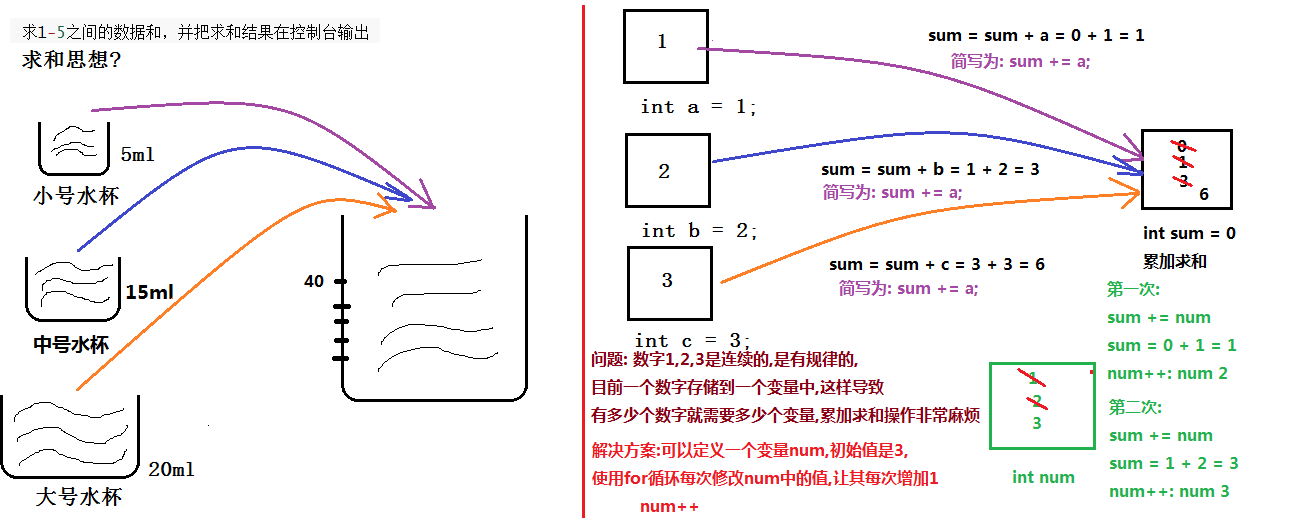 求1-5之间的数据和，并把求和结果在控制台输出
求和思想?
5ml
小号水杯
15ml
中号水杯
20ml
大号水杯
40
1
int a = 1;
2
int b = 2;
3
int c = 3;
sum = sum + a = 0 + 1 = 1
简写为: sum += a;
sum = sum + b = 1 + 2 = 3
简写为: sum += a;
sum = sum + c = 3 + 3 = 6
简写为: sum += a;
0
1
3
6
int sum = 0
累加求和
问题: 数字1,2,3是连续的,是有规律的,
目前一个数字存储到一个变量中,这样导致
有多少个数字就需要多少个变量,累加求和操作非常麻烦
解决方案:可以定义一个变量num,初始值是3,
使用for循环每次修改num中的值,让其每次增加1
num++
1
2
3
int num
第一次:
sum += num
sum = 0 + 1 = 1
num++: num 2
第二次:
sum += num
sum = 1 + 2 = 3
num++: num 3